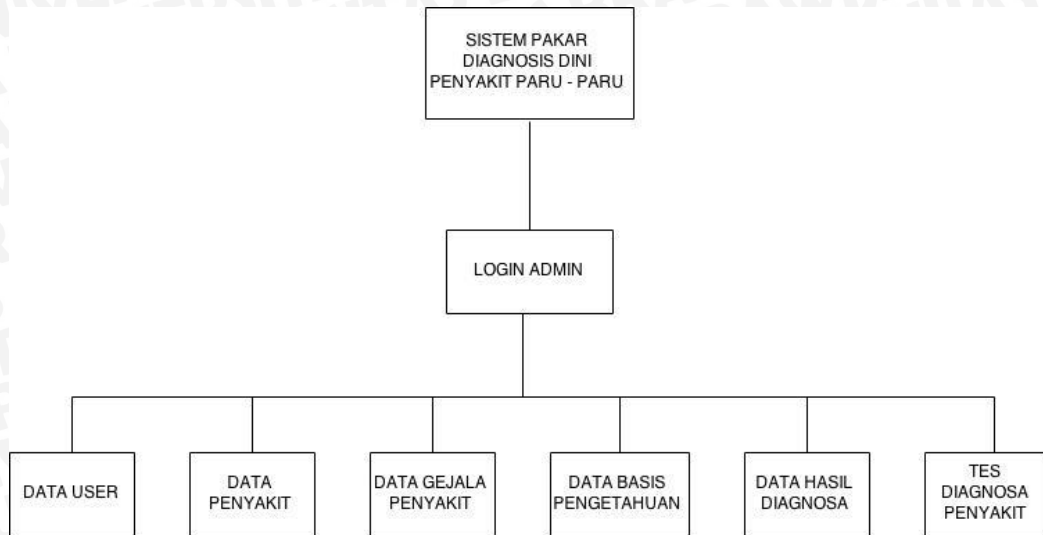 SISTEM PAKAR
DIAGNOSIS DINI
PENYAKIT PARU - PARU
LOGIN ADMIN
DATA USER
DATA
PENYAKIT
DATA GEJALA
PENYAKIT
DATA BASIS
PENGETAHUAN
DATA HASIL
DIAGNOSA
TES
DIAGNOSA
PENYAKIT